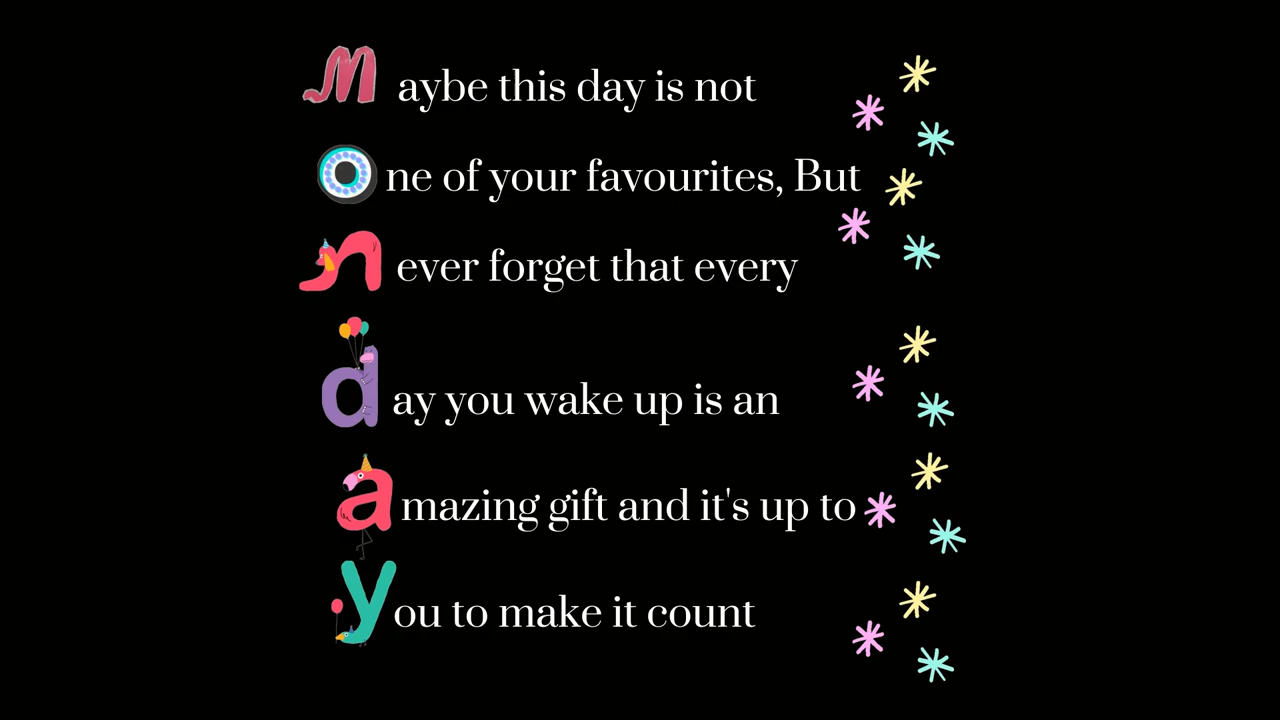 Maybe this day is not
One of your favourites, But
never forget that every
day you wake up is an
amazing gift and it's up to
you to make it count